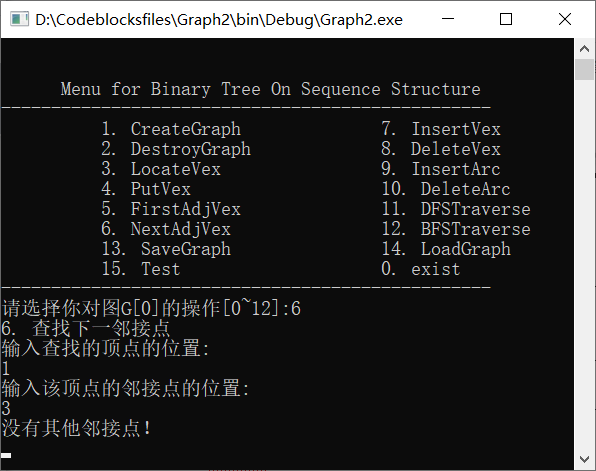 D:\Codeblocksfiles\Graph2\bin\Debug\Graph2.exe
Menu for Binary Tree On Sequence Structure
-------------------------------------------------
1. CreateGraph 7. InsertVex
2. DestroyGraph 8. DeleteVex
3. LocateVex 9. InsertArc
4. PutVex 10. DeleteArc
5. FirstAdjVex 11. DFSTraverse
6. NextAdjVex 12. BFSTraverse
13. SaveGraph 14. LoadGraph
15. Test 0. exist
-------------------------------------------------
请选择你对图G[0]的操作[0~12]:6
6. 查找下一邻接点
输入查找的顶点的位置:
1
输入该顶点的邻接点的位置:
3
没有其他邻接点!